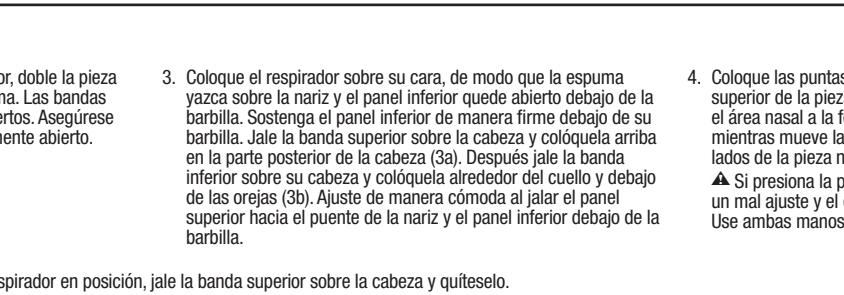 or, doble la pieza
ma. Las bandas
ertos. Asegúrese
mente abierto.
3. Coloque el respirador sobre su cara, de modo que la espuma
yazca sobre la nariz y el panel inferior quede abierto debajo de la
barbilla. Sostenga el panel inferior de manera firme debajo de su
barbilla. Jale la banda superior sobre la cabeza y colóquela arriba
en la parte posterior de la cabeza (3a). Después jale la banda
inferior sobre su cabeza y colóquela alrededor del cuello y debajo
de las orejas (3b). Ajuste de manera cómoda al jalar el panel
superior hacia el puente de la nariz y el panel inferior debajo de la
barbilla.
4. Coloque las puntas
superior de la pieza
el área nasal a la f
mientras mueve la
lados de la pieza n
⚠ Si presiona la p
un mal ajuste y el
Use ambas manos
spirador en posición, jale la banda superior sobre la cabeza y quíteselo.